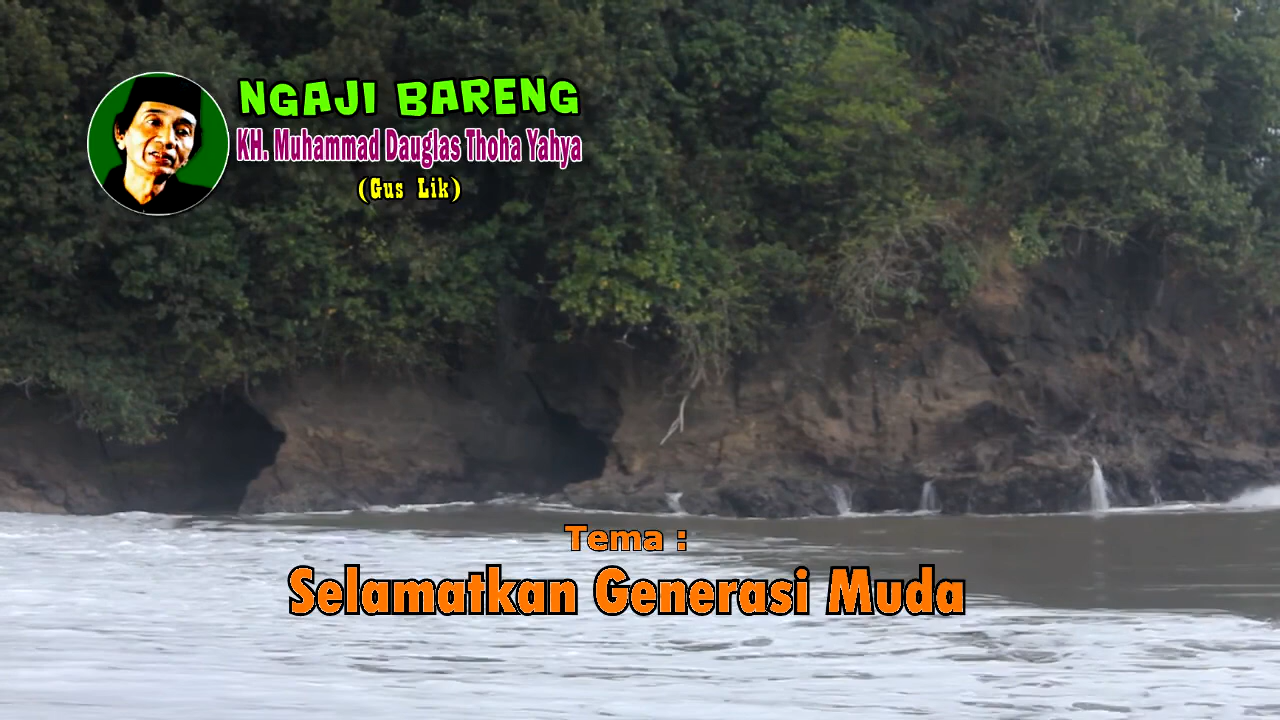 NGAJI BARENG
KH. Muhammad Dauglas Thoha Yahya
(Gus Lik)
Tema :
Selamatkan Generasi Muda